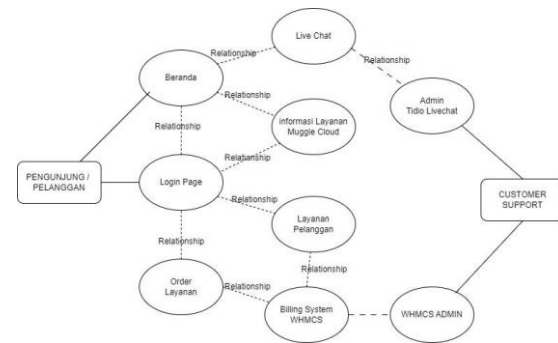 Live Chat
Relationship
Relationship
Beranda
Relationship
Admin
Tidio Livechat
Relationship
informasi Layanan
Muggle Cloud
Relationship
PENGUNJUNG /
PELANGGAN
Login Page
CUSTOMER
SUPPORT
Relationship
Layanan
Pelanggan
Relationship
Relationship
Order
Layanan
Relationship
Billing System
WHMCS
WHMCS ADMIN